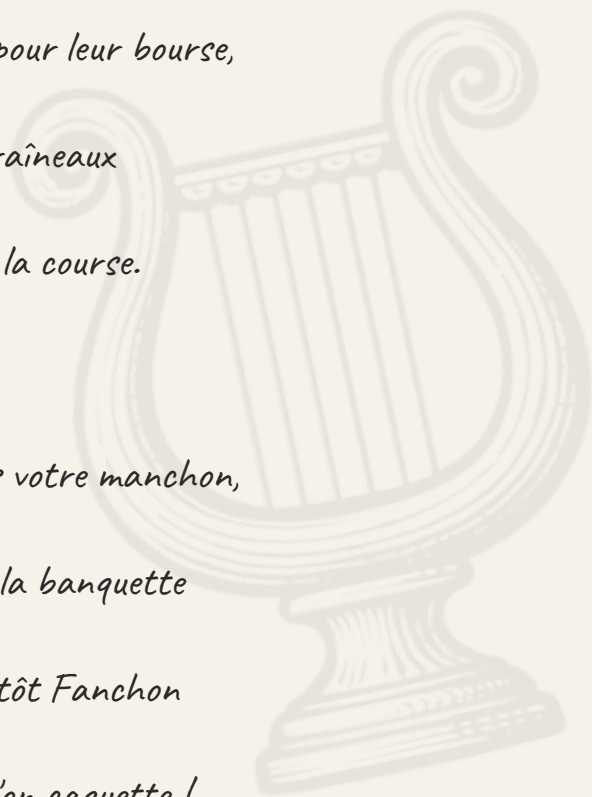 pour leur bourse,
raîneaux
la course.
votre manchon,
la banquette
tôt Fanchon
coquette !